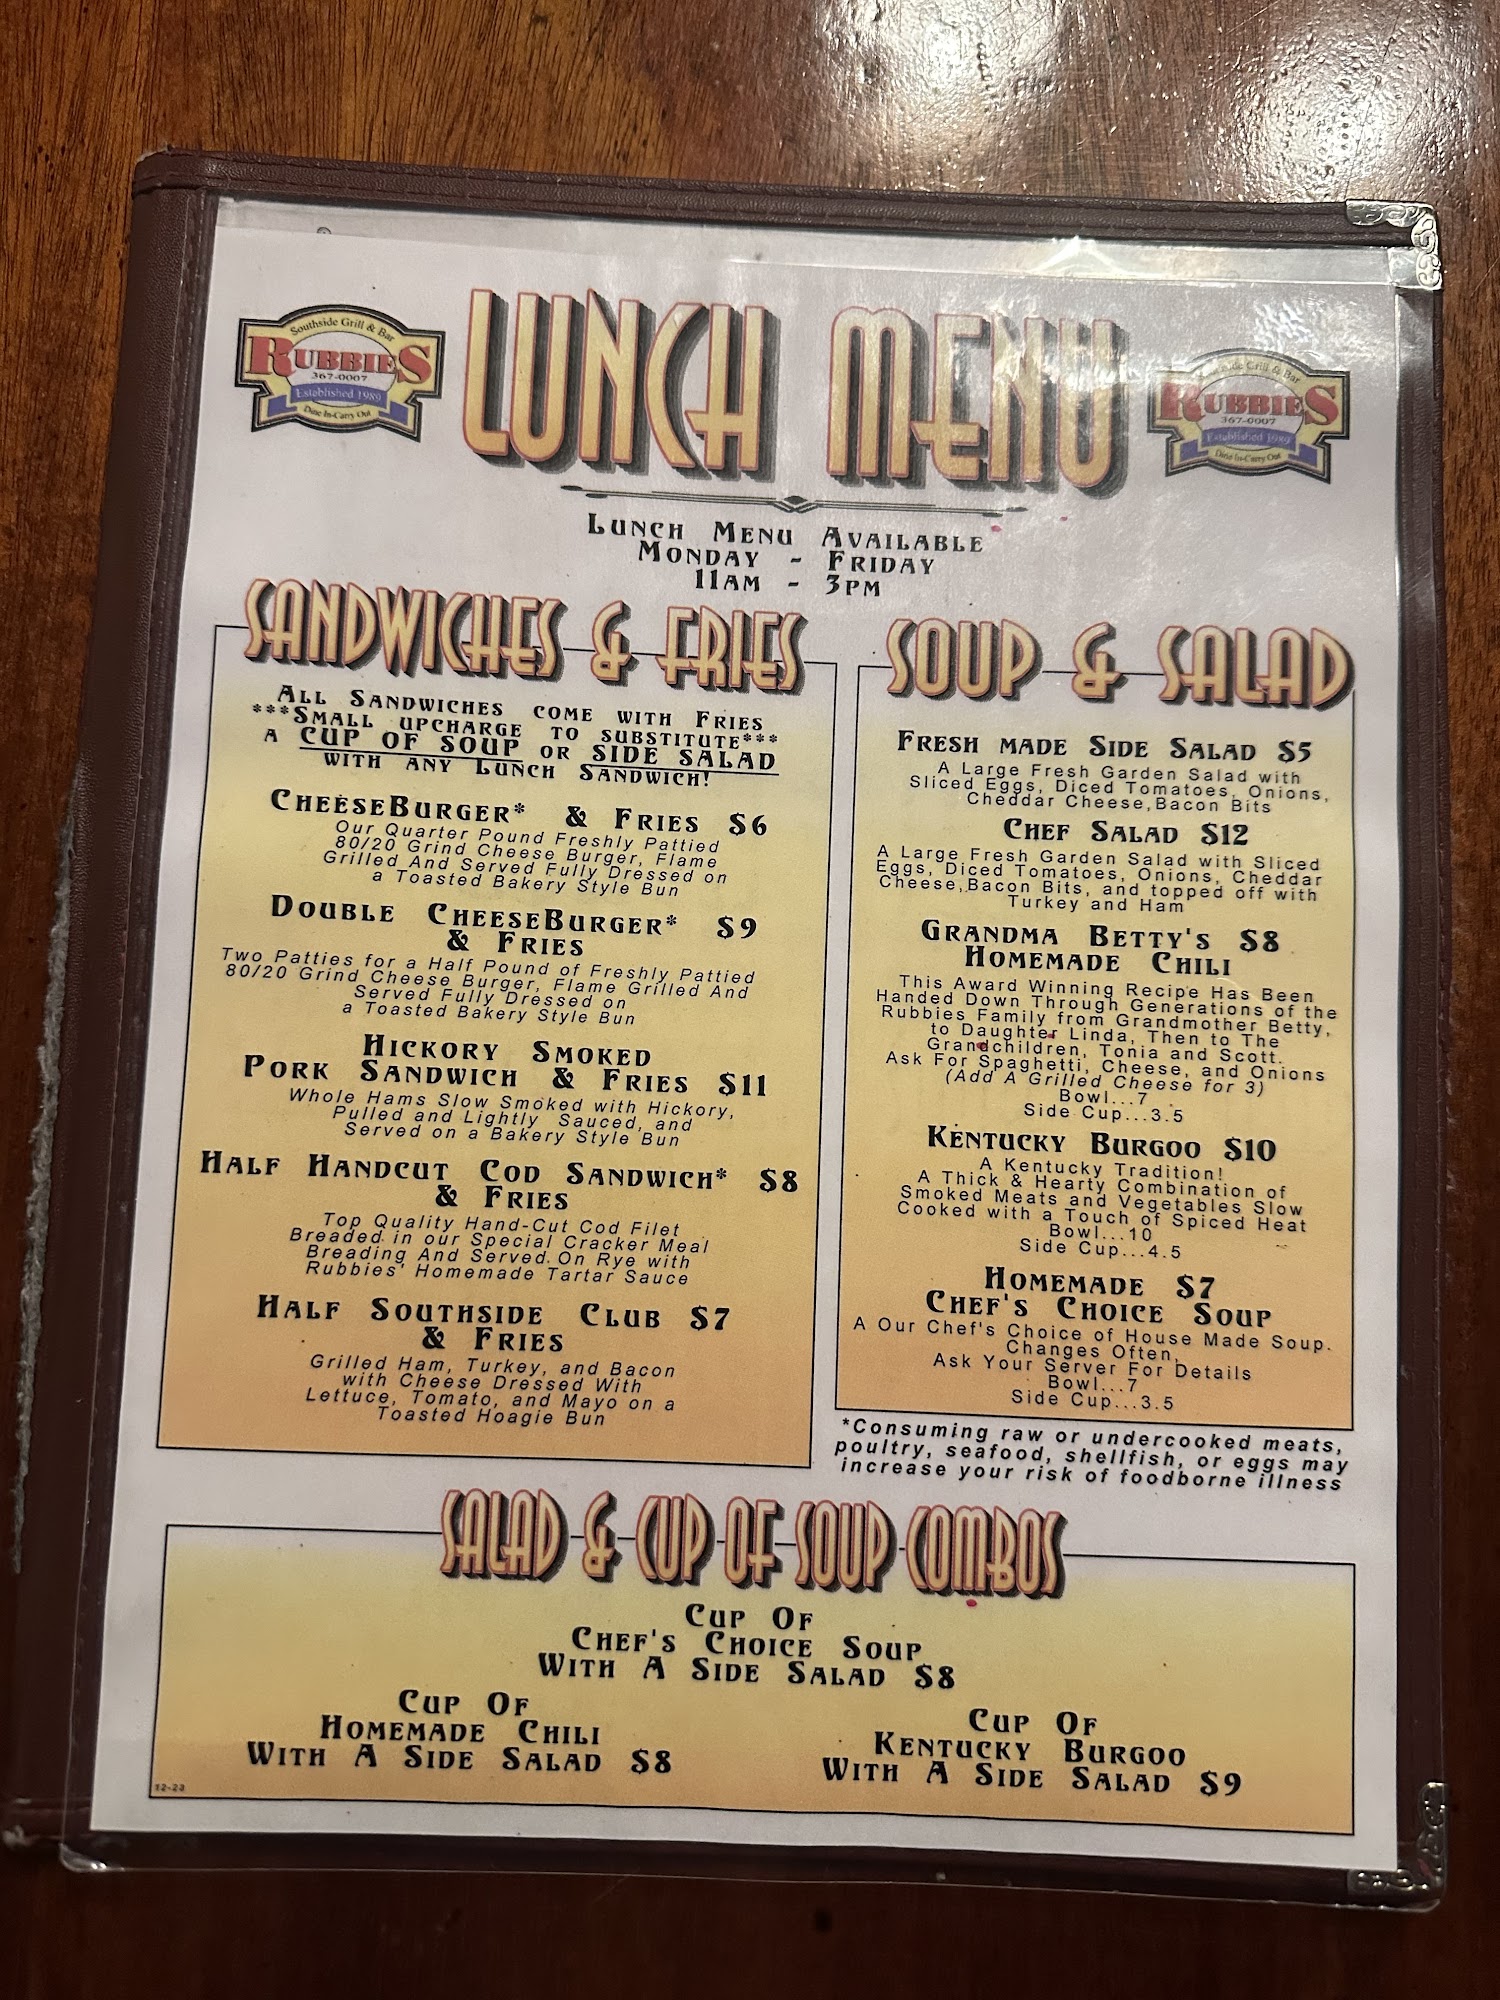 Southside Grill & Bar
RUBBIES
367-0007
Established 1989
Dine In-Carry Out
LUNCH MENU
Grill & Bar
RUBBIES
367-0007
Established 1989
Dine In-Carry Out
LUNCH MENU AVAILABLE
MONDAY - FRIDAY
11AM - 3PM
SANDWICHES & FRIES
ALL SANDWICHES COME WITH FRIES
***SMALL UPCHARGE TO SUBSTITUTE***
A CUP OF SOUP OR SIDE SALAD
WITH ANY LUNCH SANDWICH!
CHEESEBURGER* & FRIES $6
Our Quarter Pound Freshly Pattied
80/20 Grind Cheese Burger, Flame
Grilled And Served Fully Dressed on
a Toasted Bakery Style Bun
DOUBLE CHEESEBURGER* $9
& FRIES
Two Patties for a Half Pound of Freshly Pattied
80/20 Grind Cheese Burger, Flame Grilled And
Served Fully Dressed on
a Toasted Bakery Style Bun
HICKORY SMOKED
PORK SANDWICH & FRIES $11
Whole Hams Slow Smoked with Hickory,
Pulled and Lightly Sauced, and
Served on a Bakery Style Bun
HALF HANDCUT COD SANDWICH* $8
& FRIES
Top Quality Hand-Cut Cod Filet
Breaded in our Special Cracker Meal
Breading And Served On Rye with
Rubbies' Homemade Tartar Sauce
HALF SOUTHSIDE CLUB $7
& FRIES
Grilled Ham, Turkey, and Bacon
with Cheese Dressed With
Lettuce, Tomato, and Mayo on a
Toasted Hoagie Bun
SOUP & SALAD
FRESH MADE SIDE SALAD $5
A Large Fresh Garden Salad with
Sliced Eggs, Diced Tomatoes, Onions,
Cheddar Cheese,Bacon Bits
CHEF SALAD $12
A Large Fresh Garden Salad with Sliced
Eggs, Diced Tomatoes, Onions, Cheddar
Cheese,Bacon Bits, and topped off with
Turkey and Ham
GRANDMA BETTY'S $8
HOMEMADE CHILI
This Award Winning Recipe Has Been
Handed Down Through Generations of the
Rubbies Family from Grandmother Betty,
to Daughter Linda, Then to The
Grandchildren, Tonia and Scott.
Ask For Spaghetti, Cheese, and Onions
(Add A Grilled Cheese for 3)
Bowl...7
Side Cup...3.5
KENTUCKY BURGOO $10
A Kentucky Tradition!
A Thick & Hearty Combination of
Smoked Meats and Vegetables Slow
Cooked with a Touch of Spiced Heat
Bowl...10
Side Cup...4.5
HOMEMADE $7
CHEF'S CHOICE SOUP
A Our Chef's Choice of House Made Soup.
Changes Often,
Ask Your Server For Details
Bowl...7
Side Cup...3.5
*Consuming raw or undercooked meats,
poultry, seafood, shellfish, or eggs may
increase your risk of foodborne illness
SALAD & CUP OF SOUP COMBOS
CUP OF
CHEF'S CHOICE SOUP
WITH A SIDE SALAD $8
CUP OF
HOMEMADE CHILI
WITH A SIDE SALAD $8
CUP OF
KENTUCKY BURGOO
WITH A SIDE SALAD $9
12-23